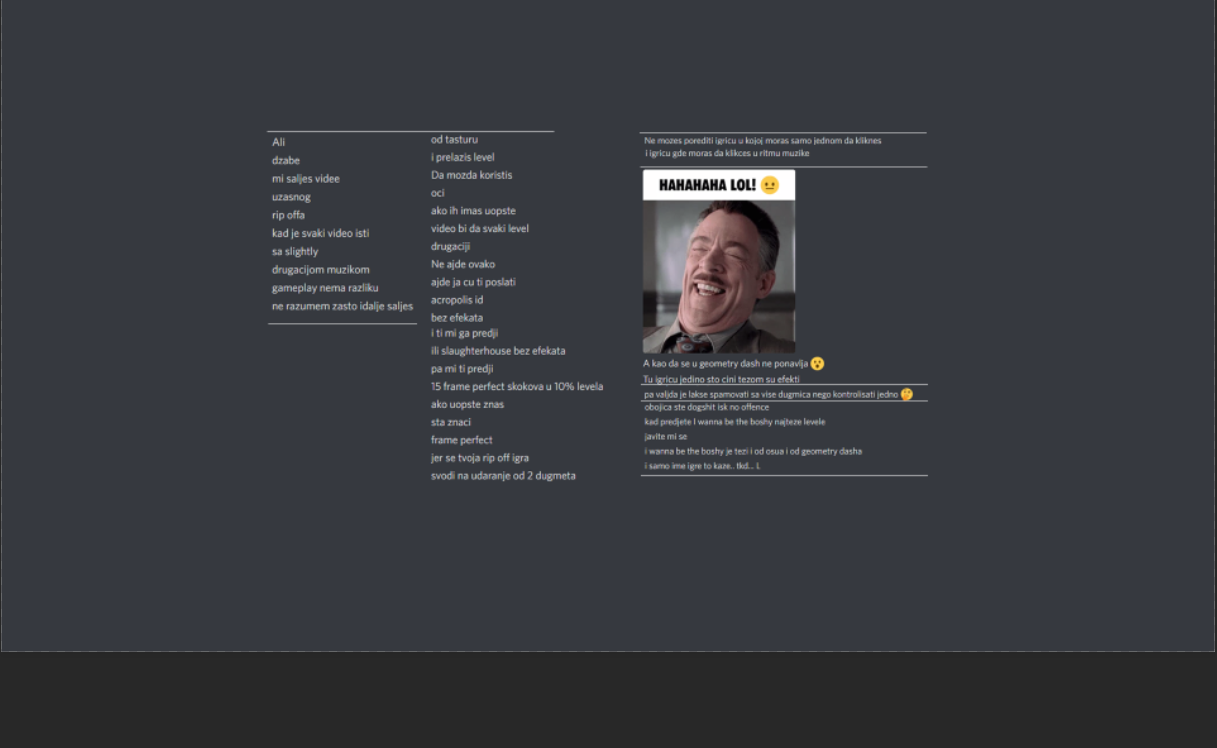 Ali
dzabe
mi saljes videe
uzasnog
rip offa
kad je svaki video isti
sa slightly
drugacijom muzikom
gameplay nema razliku
ne razumem zasto idalje saljes
od tasturu
i prelazis level
Da mozda koristis
oci
ako ih imas uopste
video bi da svaki level
drugaciji
Ne ajde ovako
ajde ja cu ti poslati
acropolis id
bez efekata
i ti mi ga predji
ili slaughterhouse bez efekata
pa mi ti predji
15 frame perfect skokova u 10% levela
ako uopste znas
sta znaci
frame perfect
jer se tvoja rip off igra
svodi na udaranje od 2 dugmeta
Ne mozes porediti igricu u kojoj moras samo jednom da kliknes
i igricu gde moras da klikces u ritmu muzike
HAHAHAHA LOL! 😐
A kao da se u geometry dash ne ponavlja 😮
Tu igricu jedino sto cini tezom su efekti
pa valjda je lakse spamovati sa vise dugmica nego kontrolisati jedno 🤔
obojica ste dogshit isk no offence
kad predjete I wanna be the boshy najteze levele
javite mi se
i wanna be the boshy je tezi i od osua i od geometry dasha
i samo ime igre to kaze.. tkd... l.